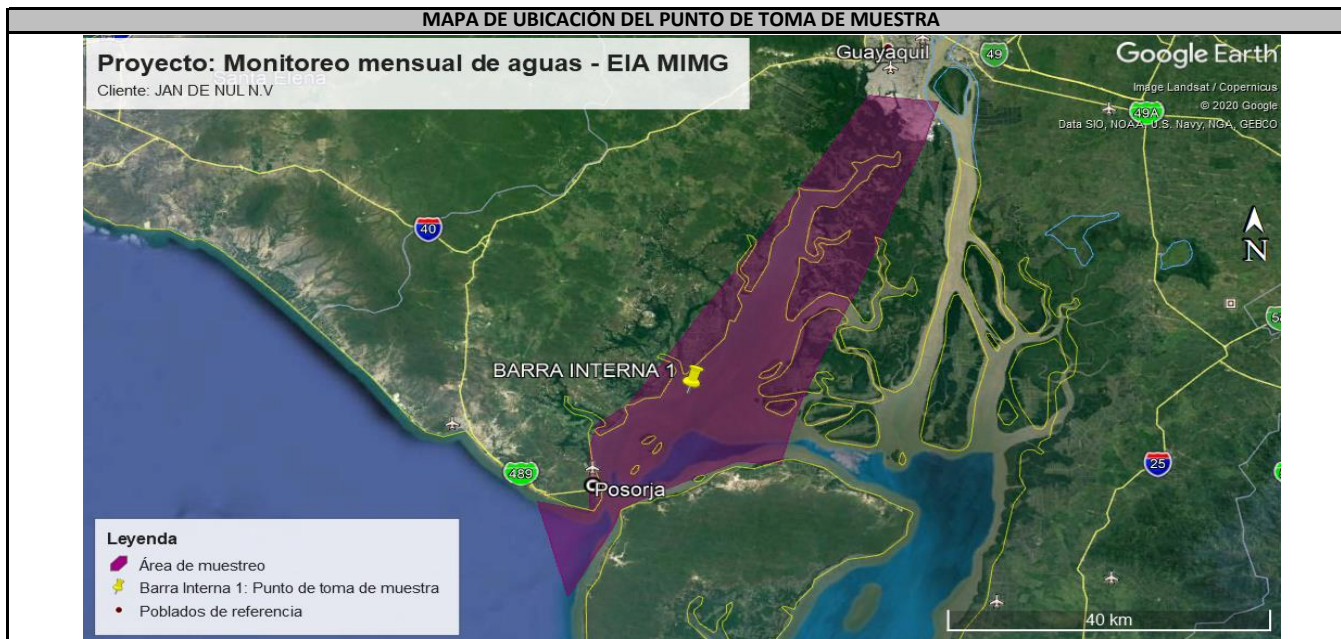 MAPA DE UBICACIÓN DEL PUNTO DE TOMA DE MUESTRA
Proyecto: Monitoreo mensual de aguas - EIA MIMG
Santa Elena
Cliente: JAN DE NUL N.V
Guayaquil
49
Google Earth
Image Landsat / Copernicus
© 2020 Google
Data SIO, NOAA, U.S. Navy, NGA, GEBCO
49A
40
N
BARRA INTERNA 1
489
Posorja
25
Leyenda
Área de muestreo
Barra Interna 1: Punto de toma de muestra
Poblados de referencia
40 km